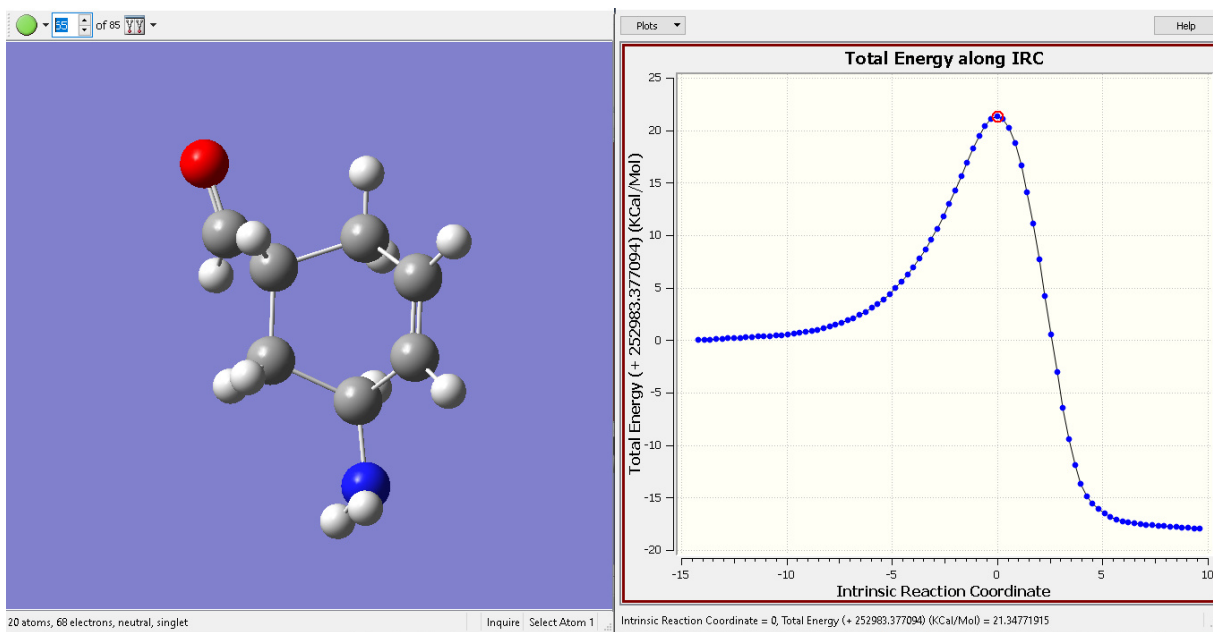 55 of 85
20 atoms, 68 electrons, neutral, singlet
Inquire
Select Atom 1
Plots
Help
Total Energy along IRC
Total Energy (+ 252983.377094) (KCal/Mol)
25
20
15
10
5
0
-5
-10
-15
-20
-15
-10
-5
0
5
10
Intrinsic Reaction Coordinate
Intrinsic Reaction Coordinate = 0, Total Energy (+ 252983.377094) (KCal/Mol) = 21.34771915